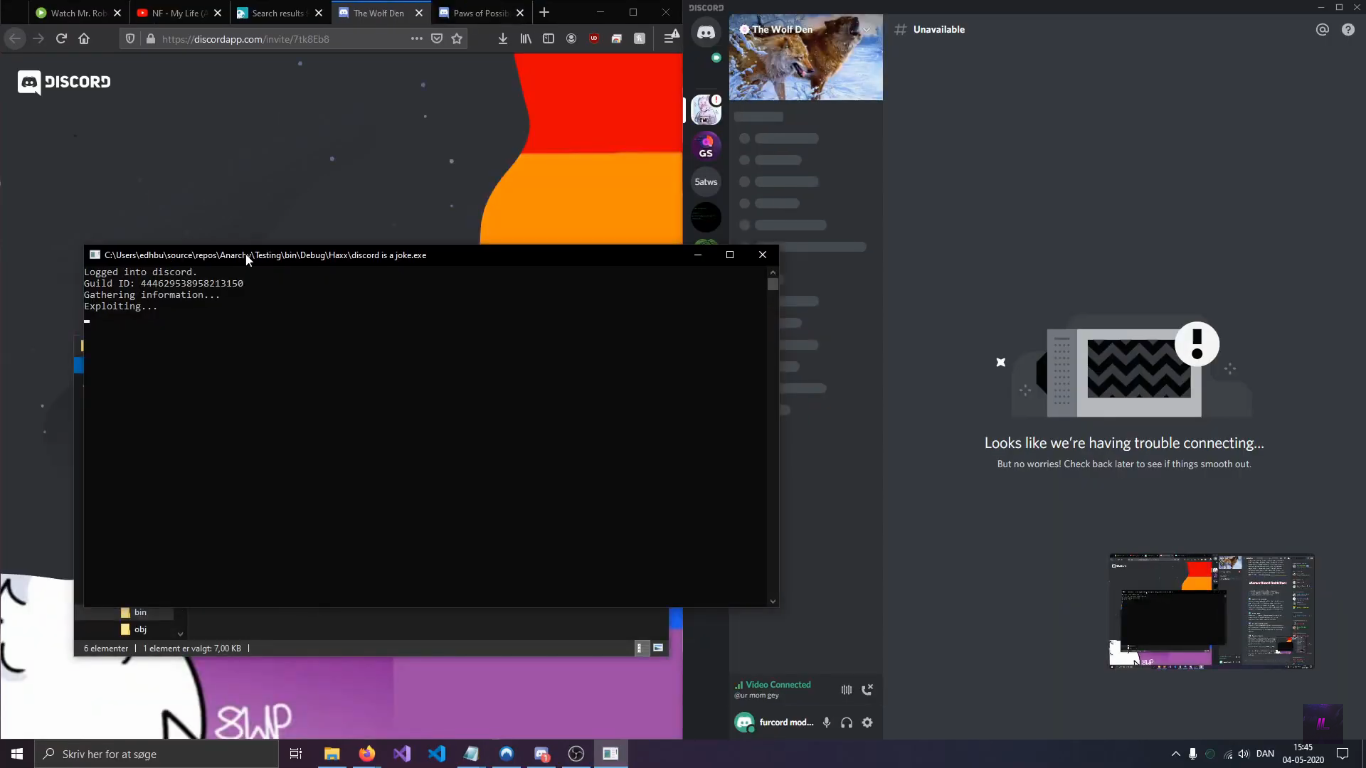 Watch Mr. Rob
NF - My Life (A
Search results f
The Wolf Den
Paws of Possib
https://discordapp.com/invite/7tk8Eb8
DISCORD
C:\Users\edhbu\source\repos\Anarchy\Testing\bin\Debug\Haxx\discord is a joke.exe
Logged into discord.
Guild ID: 444629538958213150
Gathering information...
Exploiting...
bin
obj
6 elementer
1 element er valgt: 7,00 KB
8WP
DISCORD
The Wolf Den
# Unavailable
GS
5atws
Looks like we're having trouble connecting...
But no worries! Check back later to see if things smooth out.
Video Connected
@ur mom gey
furcord mod...
Skriv her for at søge
DAN
15:45
04-05-2020